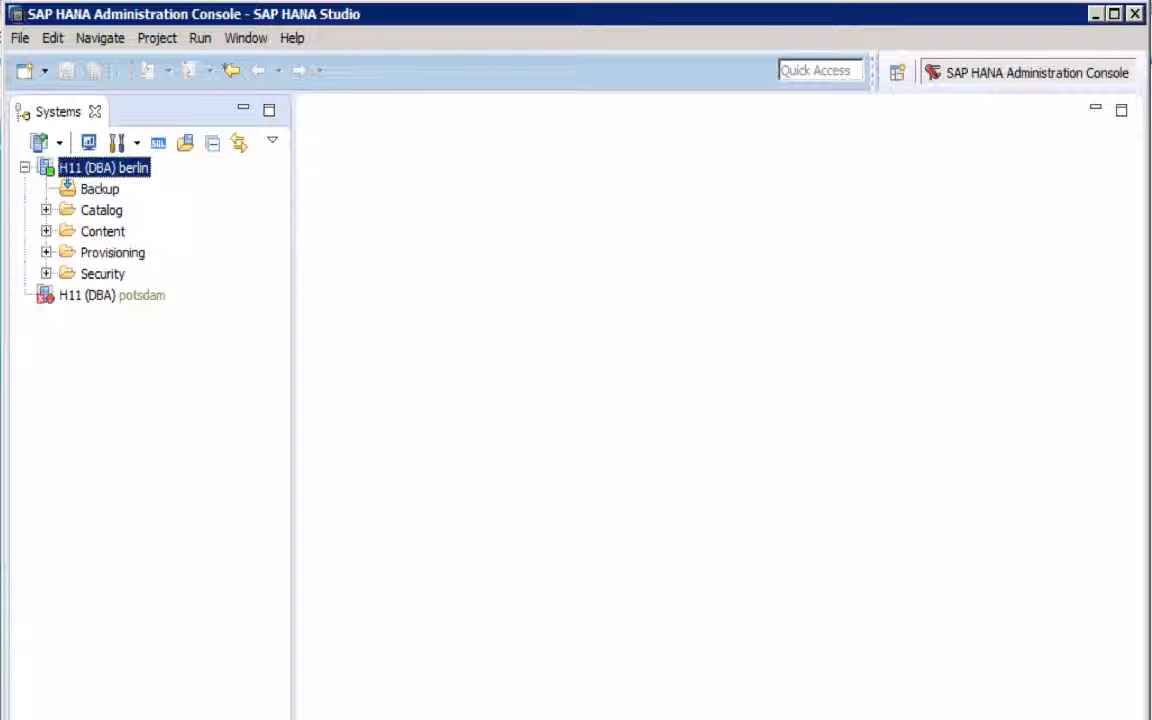 SAP HANA Administration Console - SAP HANA Studio
File Edit Navigate Project Run Window Help
Quick Access
SAP HANA Administration Console
Systems
SQL
H11 (DBA) berlin
Backup
Catalog
Content
Provisioning
Security
H11 (DBA) potsdam